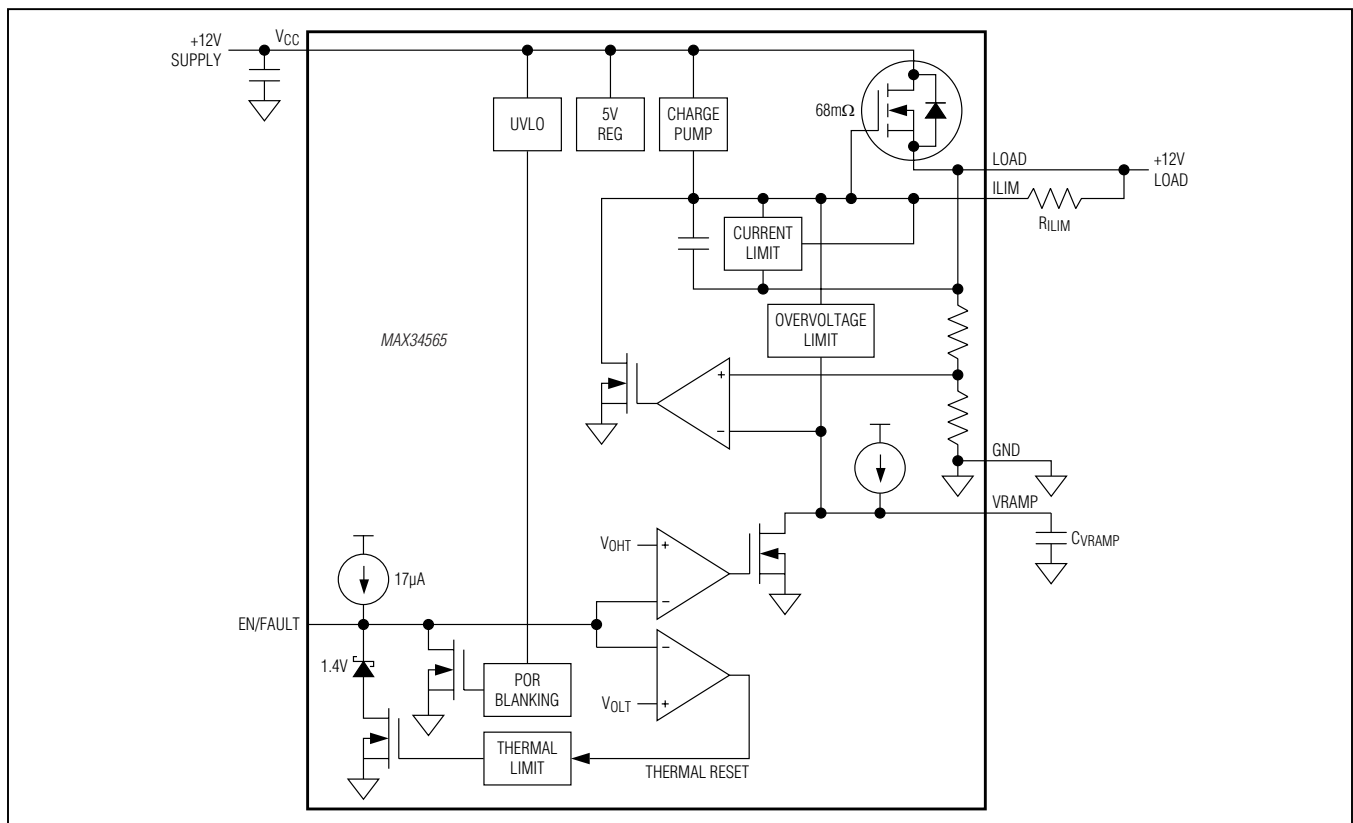 +12V
SUPPLY
VCC
UVLO
5V
REG
CHARGE
PUMP
68mΩ
LOAD
+12V
LOAD
ILIM
RILIM
CURRENT
LIMIT
OVERVOLTAGE
LIMIT
MAX34565
+
−
GND
VRAMP
CVRAMP
VOHT
+
−
17µA
EN/FAULT
1.4V
POR
BLANKING
−
VOLT
+
THERMAL
LIMIT
THERMAL RESET